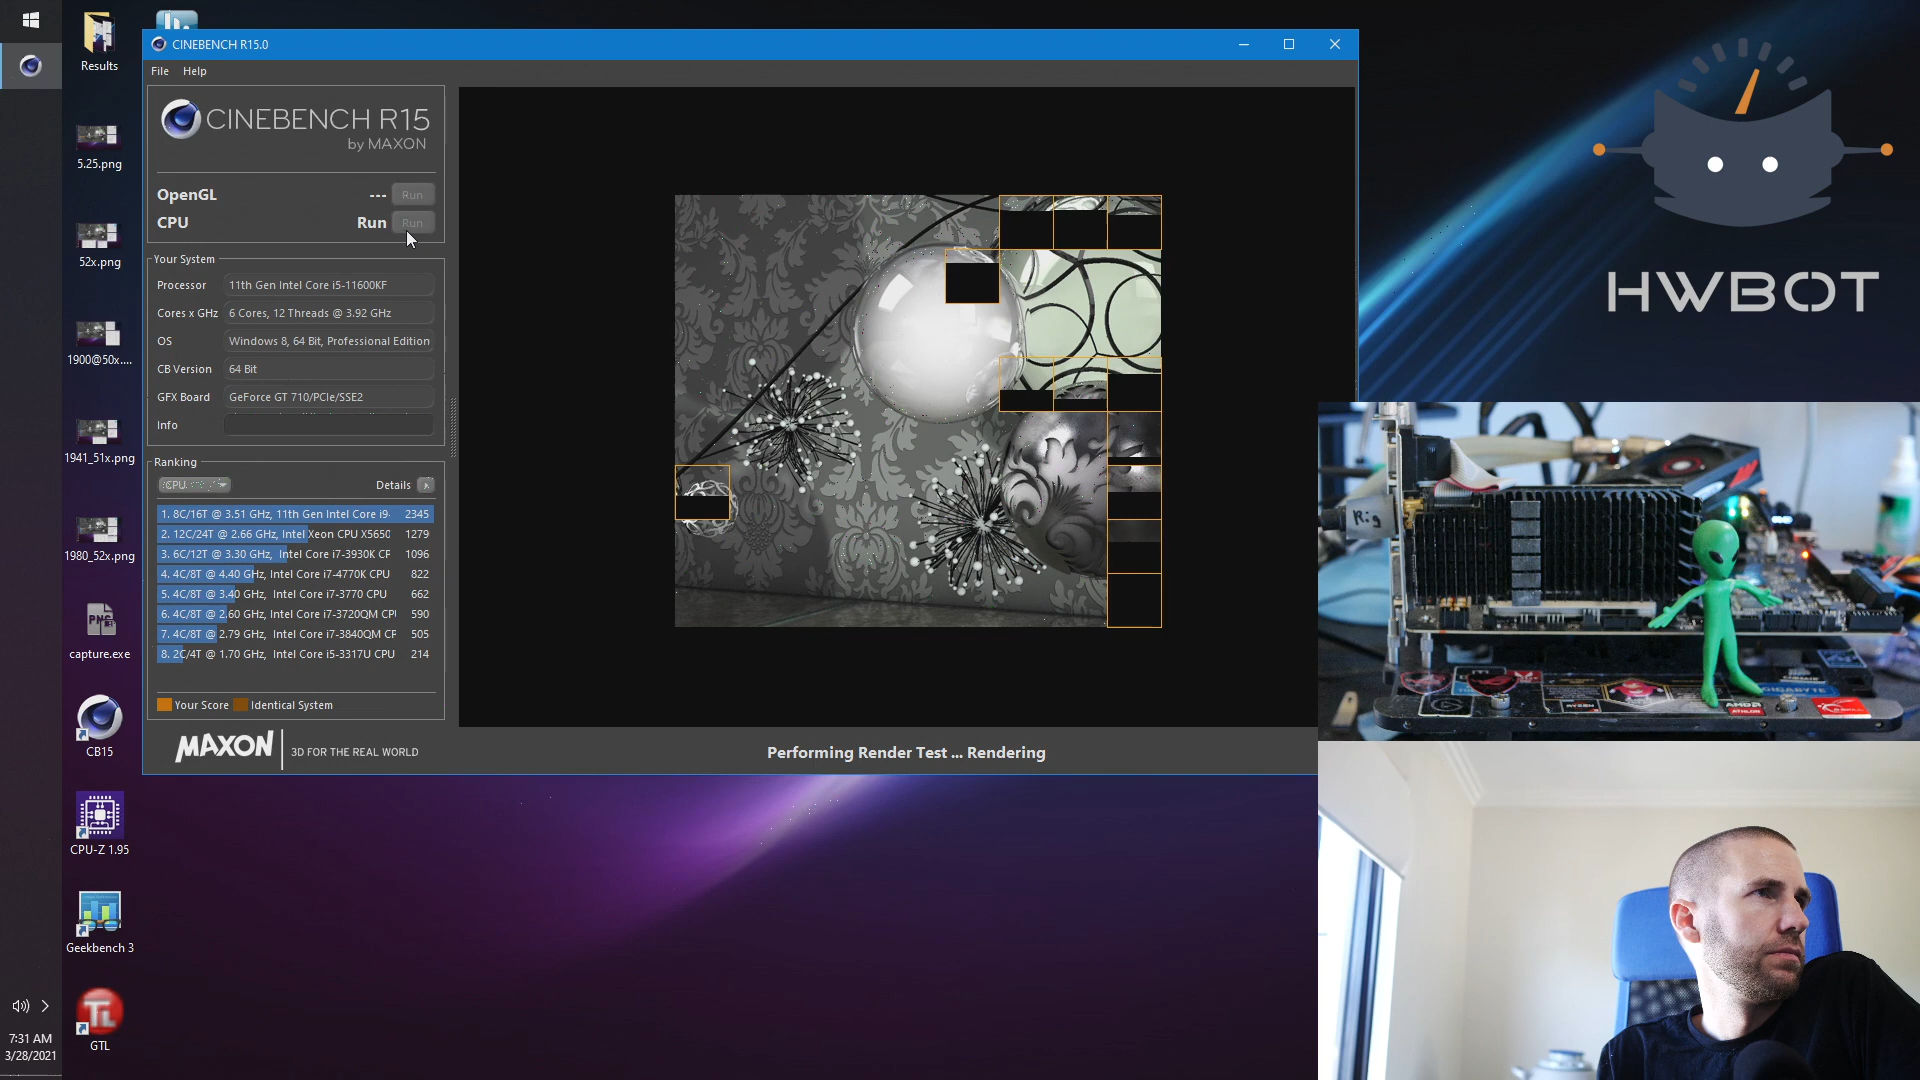 Results
5.25.png
52x.png
1900@50x....
1941_51x.png
1980_52x.png
capture.exe
CB15
CPU-Z 1.95
Geekbench 3
GTL
7:31 AM
3/28/2021
CINEBENCH R15.0
File Help
CINEBENCH R15
by MAXON
OpenGL --- Run
CPU Run Run
Your System
Processor 11th Gen Intel Core i5-11600KF
Cores x GHz 6 Cores, 12 Threads @ 3.92 GHz
OS Windows 8, 64 Bit, Professional Edition
CB Version 64 Bit
GFX Board GeForce GT 710/PCIe/SSE2
Info
Ranking
CPU Details
1. 8C/16T @ 3.51 GHz, 11th Gen Intel Core i9- 2345
2. 12C/24T @ 2.66 GHz, Intel Xeon CPU X5650 1279
3. 6C/12T @ 3.30 GHz, Intel Core i7-3930K CP 1096
4. 4C/8T @ 4.40 GHz, Intel Core i7-4770K CPU 822
5. 4C/8T @ 3.40 GHz, Intel Core i7-3770 CPU 662
6. 4C/8T @ 2.60 GHz, Intel Core i7-3720QM CPU 590
7. 4C/8T @ 2.79 GHz, Intel Core i7-3840QM CP 505
8. 2C/4T @ 1.70 GHz, Intel Core i5-3317U CPU 214
Your Score Identical System
MAXON 3D FOR THE REAL WORLD
Performing Render Test ... Rendering
HWBOT
Rig
RYZEN
AMD
ATHLON
GIGABYTE